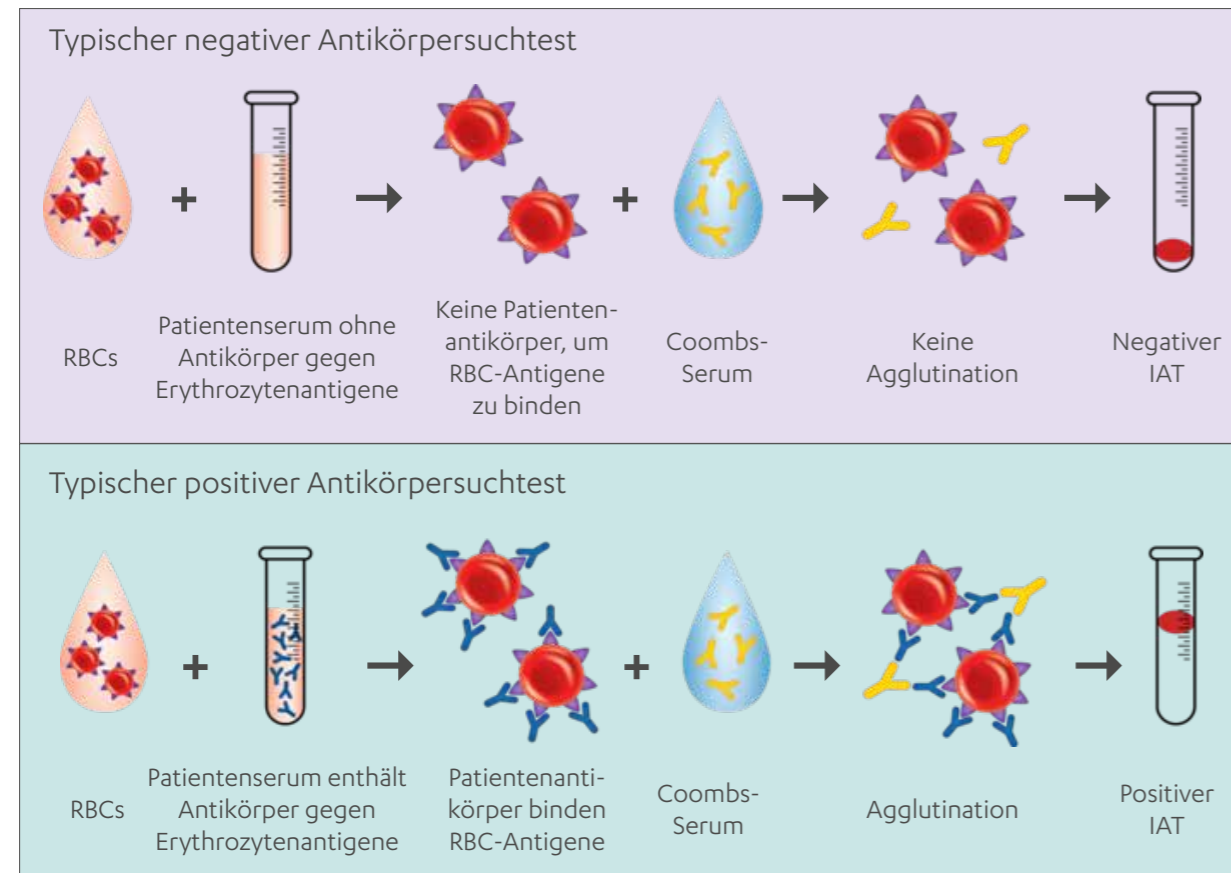 Typischer negativer Antikörpersuchtest
RBCs
Patientenserum ohne
Antikörper gegen
Erythrozytenantigene
Keine Patienten-
antikörper, um
RBC-Antigene
zu binden
Coombs-
Serum
Keine
Agglutination
Negativer
IAT
Typischer positiver Antikörpersuchtest
RBCs
Patientenserum enthält
Antikörper gegen
Erythrozytenantigene
Patientenanti-
körper binden
RBC-Antigene
Coombs-
Serum
Agglutination
Positiver
IAT